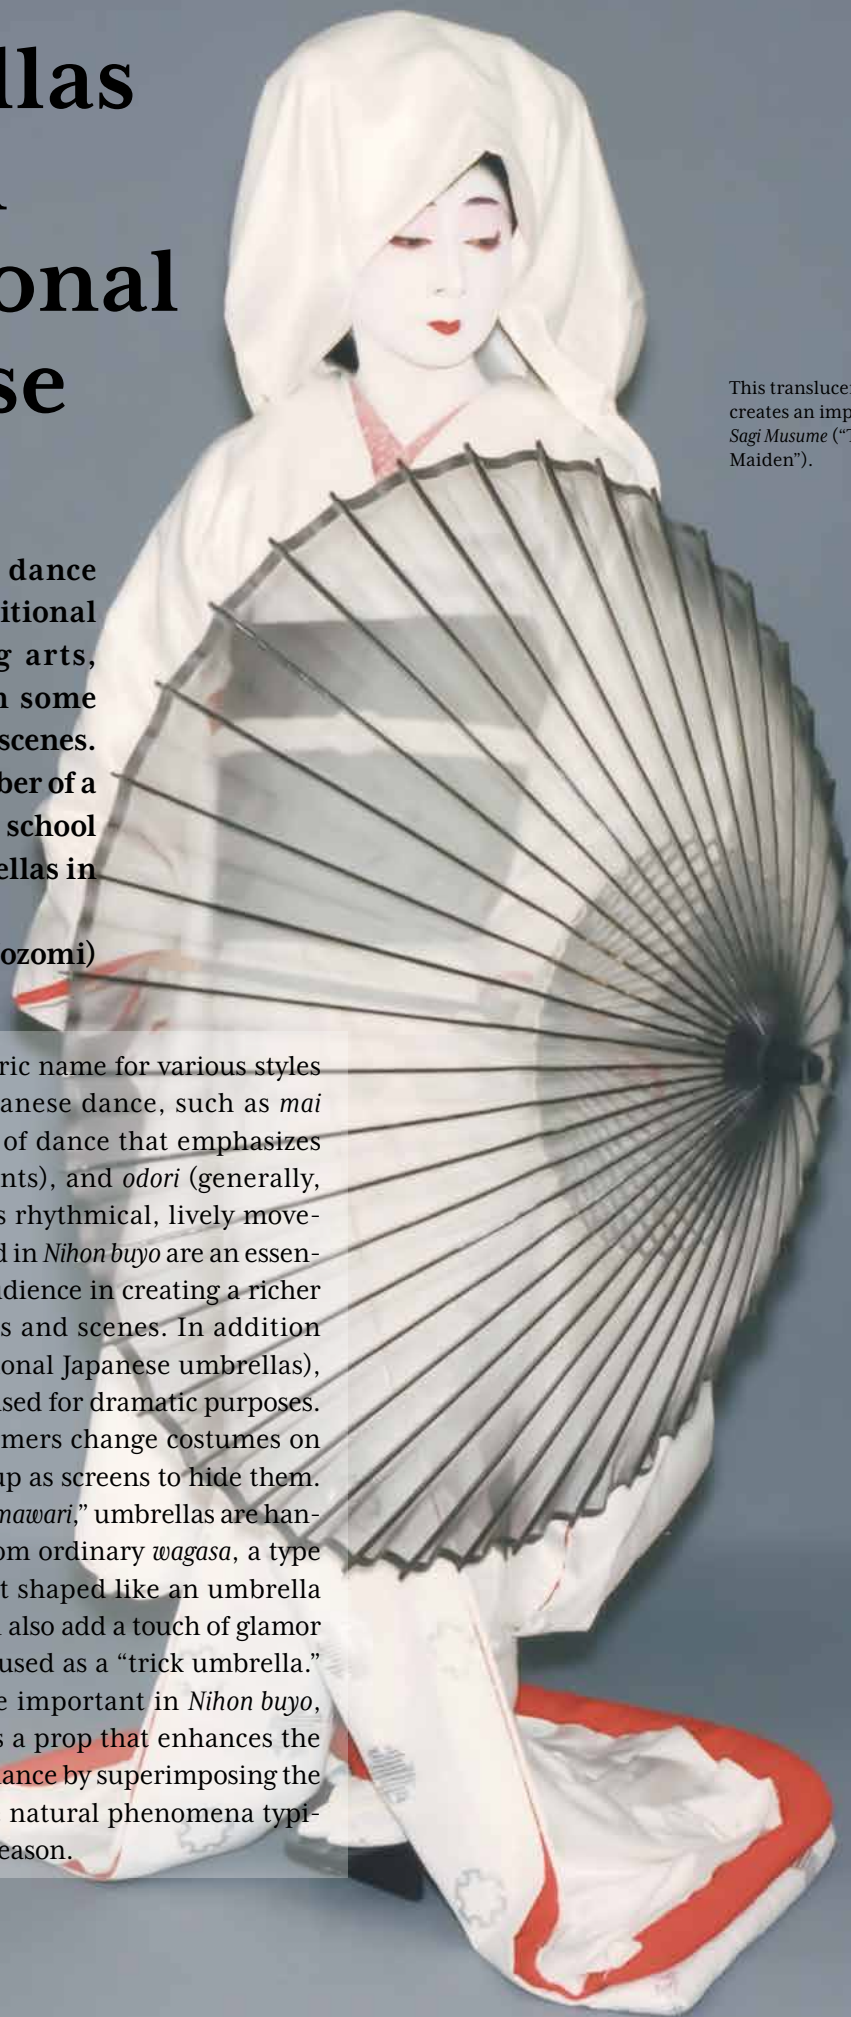 llas
onal
se
This transluce
creates an imp
Sagi Musume (“T
Maiden”).
dance
itional
g arts,
n some
scenes.
ber of a
school
ellas in
ozomi)
ric name for various styles
anese dance, such as mai
of dance that emphasizes
nts), and odori (generally,
s rhythmical, lively move-
d in Nihon buyo are an essen-
udience in creating a richer
s and scenes. In addition
onal Japanese umbrellas),
sed for dramatic purposes.
mers change costumes on
up as screens to hide them.
mawari,” umbrellas are han-
om ordinary wagasa, a type
t shaped like an umbrella
also add a touch of glamor
used as a “trick umbrella.”
e important in Nihon buyo,
s a prop that enhances the
ance by superimposing the
natural phenomena typi-
eason.